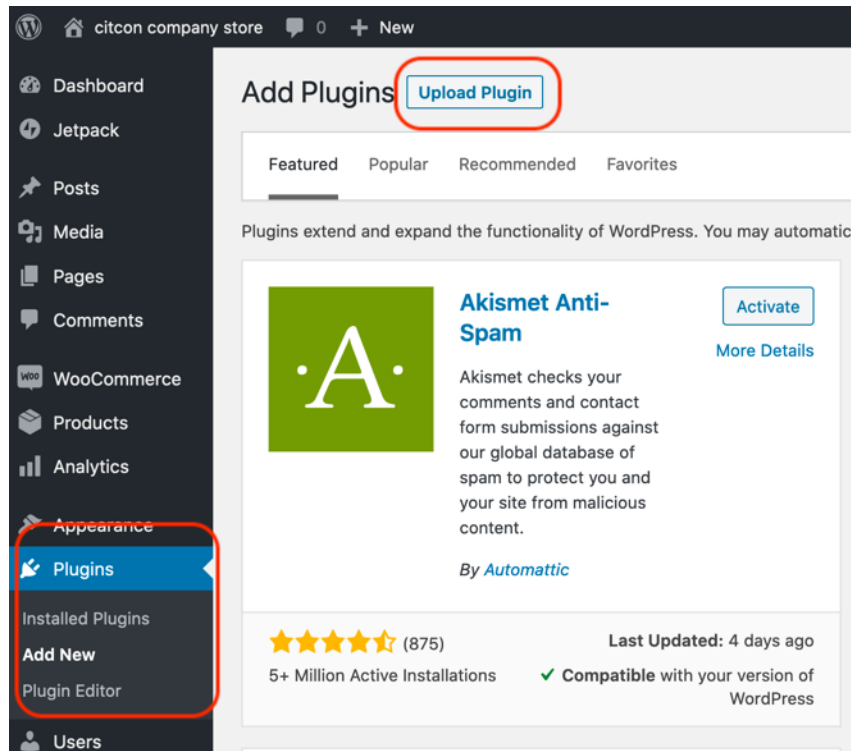 citcon company store 0 + New
Dashboard
Jetpack
Posts
Media
Pages
Comments
WooCommerce
Products
Analytics
Appearance
Plugins
Installed Plugins
Add New
Plugin Editor
Users
Add Plugins Upload Plugin
Featured Popular Recommended Favorites
Plugins extend and expand the functionality of WordPress. You may automatic
·A·
Akismet Anti-
Spam
Activate
More Details
Akismet checks your
comments and contact
form submissions against
our global database of
spam to protect you and
your site from malicious
content.
By Automattic
(875)
5+ Million Active Installations
Last Updated: 4 days ago
✓ Compatible with your version of
WordPress